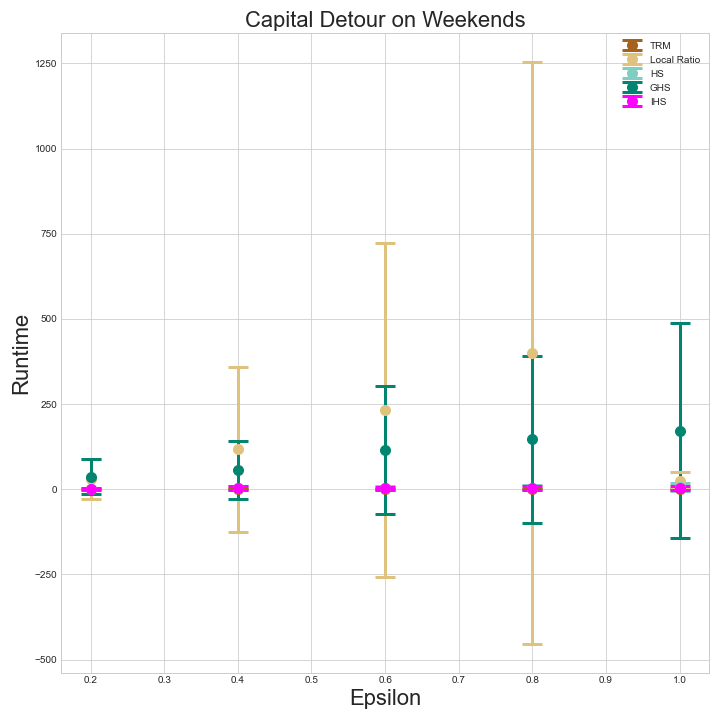 Capital Detour on Weekends
TRM
Local Ratio
HS
GHS
IHS
1250
1000
750
500
250
0
−250
−500
Runtime
0.2 0.3 0.4 0.5 0.6 0.7 0.8 0.9 1.0
Epsilon